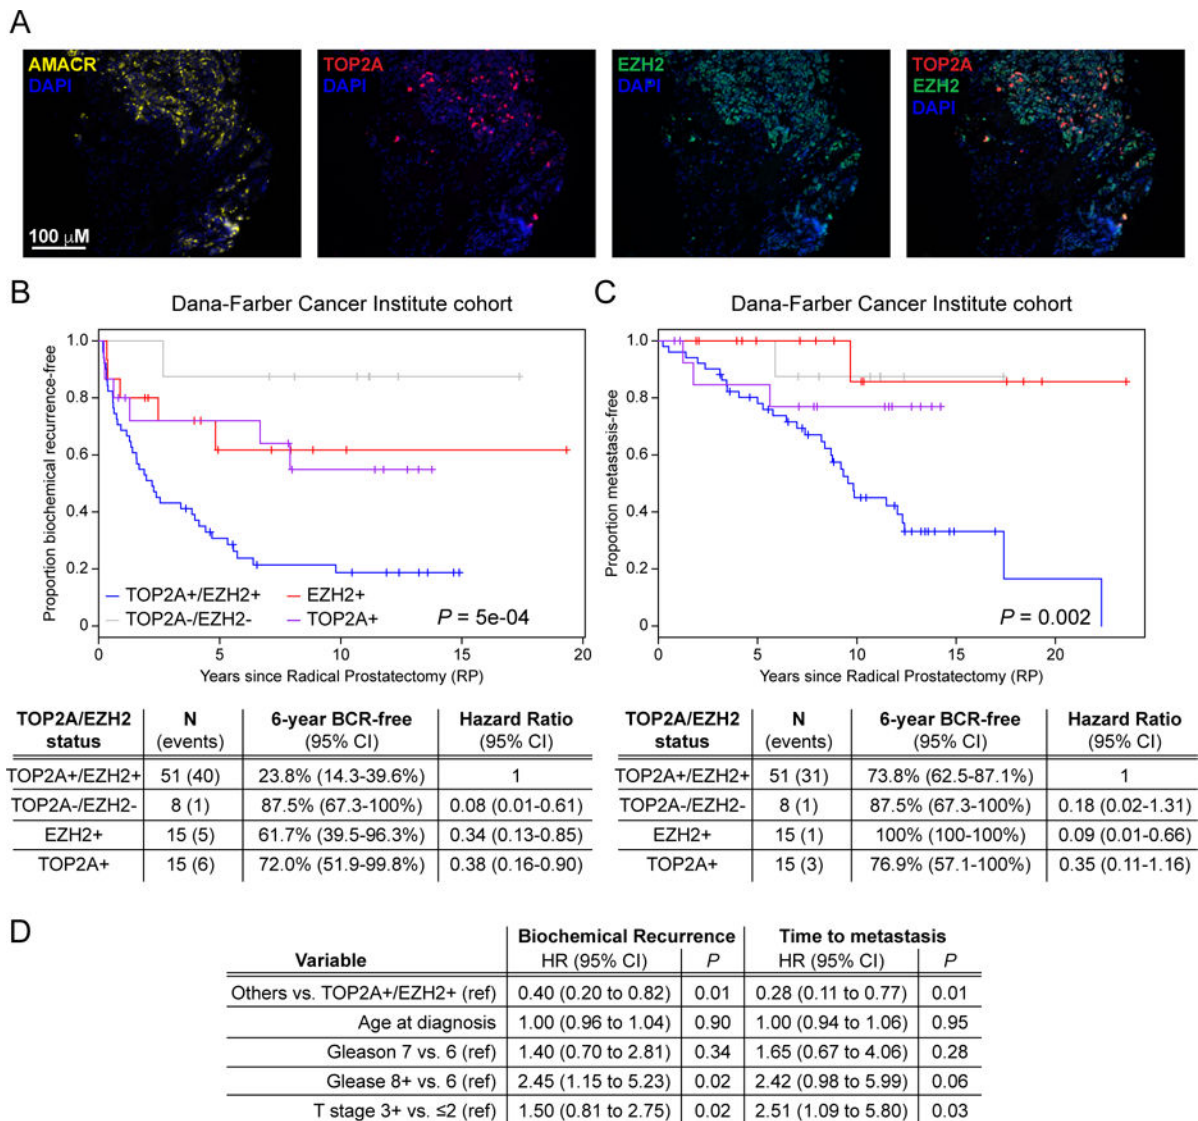 A
AMACR
DAPI
100 μM
TOP2A
DAPI
EZH2
DAPI
TOP2A
EZH2
DAPI
B
Dana-Farber Cancer Institute cohort
Proportion biochemical recurrence-free
1.0
0.8
0.6
0.4
0.2
0
TOP2A+/EZH2+
EZH2+
TOP2A-/EZH2-
TOP2A+
P = 5e-04
0 5 10 15 20
Years since Radical Prostatectomy (RP)
TOP2A/EZH2 status N (events) 6-year BCR-free (95% CI) Hazard Ratio (95% CI)
TOP2A+/EZH2+ 51 (40) 23.8% (14.3-39.6%) 1
TOP2A-/EZH2- 8 (1) 87.5% (67.3-100%) 0.08 (0.01-0.61)
EZH2+ 15 (5) 61.7% (39.5-96.3%) 0.34 (0.13-0.85)
TOP2A+ 15 (6) 72.0% (51.9-99.8%) 0.38 (0.16-0.90)
C
Dana-Farber Cancer Institute cohort
Proportion metastasis-free
1.0
0.8
0.6
0.4
0.2
0
P = 0.002
0 5 10 15 20
Years since Radical Prostatectomy (RP)
TOP2A/EZH2 status N (events) 6-year BCR-free (95% CI) Hazard Ratio (95% CI)
TOP2A+/EZH2+ 51 (31) 73.8% (62.5-87.1%) 1
TOP2A-/EZH2- 8 (1) 87.5% (67.3-100%) 0.18 (0.02-1.31)
EZH2+ 15 (1) 100% (100-100%) 0.09 (0.01-0.66)
TOP2A+ 15 (3) 76.9% (57.1-100%) 0.35 (0.11-1.16)
D
Biochemical Recurrence Time to metastasis
Variable HR (95% CI) P HR (95% CI) P
Others vs. TOP2A+/EZH2+ (ref) 0.40 (0.20 to 0.82) 0.01 0.28 (0.11 to 0.77) 0.01
Age at diagnosis 1.00 (0.96 to 1.04) 0.90 1.00 (0.94 to 1.06) 0.95
Gleason 7 vs. 6 (ref) 1.40 (0.70 to 2.81) 0.34 1.65 (0.67 to 4.06) 0.28
Glease 8+ vs. 6 (ref) 2.45 (1.15 to 5.23) 0.02 2.42 (0.98 to 5.99) 0.06
T stage 3+ vs. ≤2 (ref) 1.50 (0.81 to 2.75) 0.02 2.51 (1.09 to 5.80) 0.03